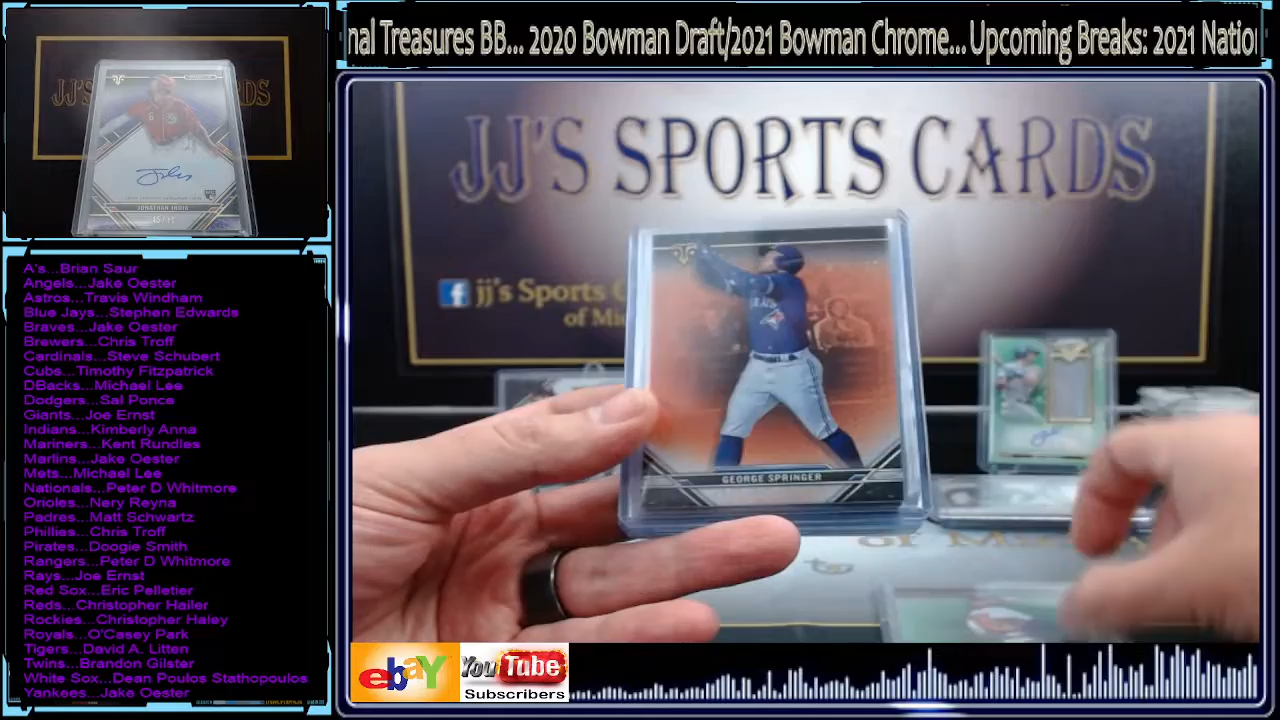 nal Treasures BB... 2020 Bowman Draft/2021 Bowman Chrome... Upcoming Breaks: 2021 Natio
JJ'S CARDS
JONATHAN INDIA
JJ'S SPORTS CARDS
jj's Sports
of Mi
GEORGE SPRINGER
A's...Brian Saur
Angels...Jake Oester
Astros...Travis Windham
Blue Jays...Stephen Edwards
Braves...Jake Oester
Brewers...Chris Troff
Cardinals...Steve Schubert
Cubs...Timothy Fitzpatrick
DBacks...Michael Lee
Dodgers...Sal Ponce
Giants...Joe Ernst
Indians...Kimberly Anna
Mariners...Kent Rundles
Marlins...Jake Oester
Mets...Michael Lee
Nationals...Peter D Whitmore
Orioles...Nery Reyna
Padres...Matt Schwartz
Phillies...Chris Troff
Pirates...Doogie Smith
Rangers...Peter D Whitmore
Rays...Joe Ernst
Red Sox...Eric Pelletier
Reds...Christopher Hailer
Rockies...Christopher Haley
Royals...O'Casey Park
Tigers...David A. Litten
Twins...Brandon Gilster
White Sox...Dean Poulos Stathopoulos
Yankees...Jake Oester
ebay
YouTube
Subscribers